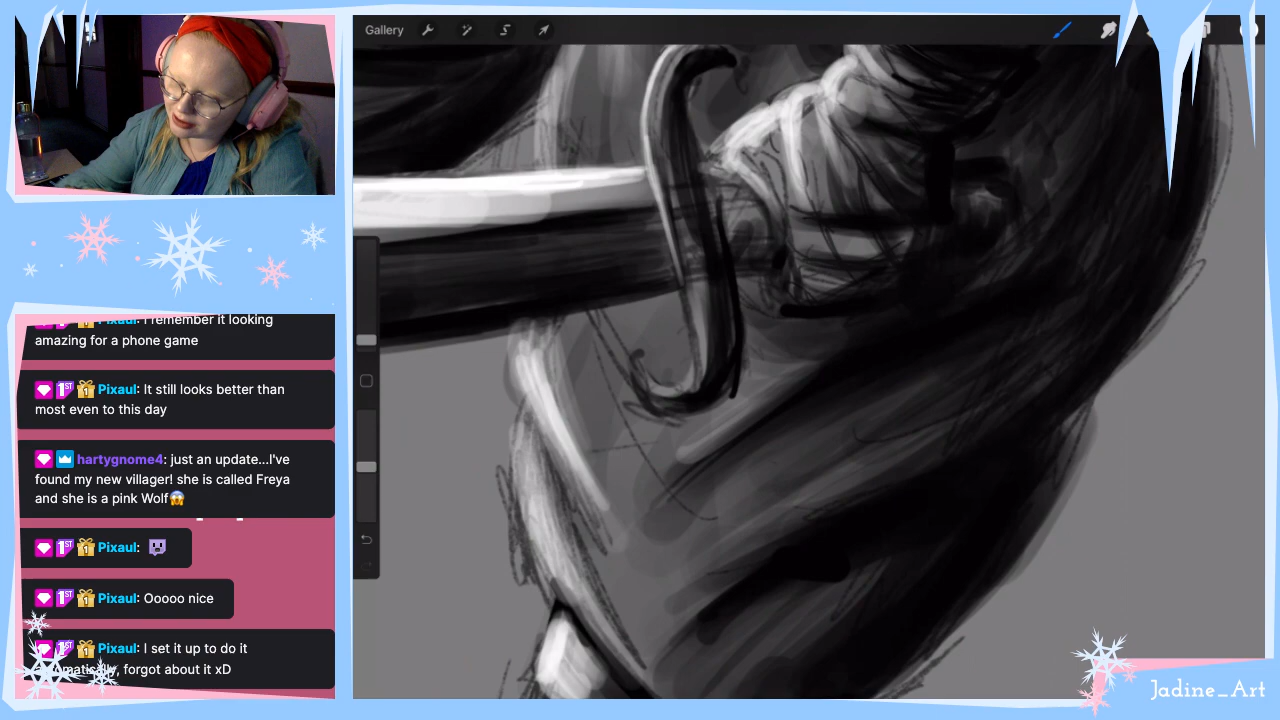 Gallery
Pixaul: I remember it looking
amazing for a phone game
Pixaul: It still looks better than
most even to this day
hartygnome4: just an update...I've
found my new villager! she is called Freya
and she is a pink Wolf😱
Pixaul:
Pixaul: Ooooo nice
Pixaul: I set it up to do it
forgot about it xD
Jadine_Art